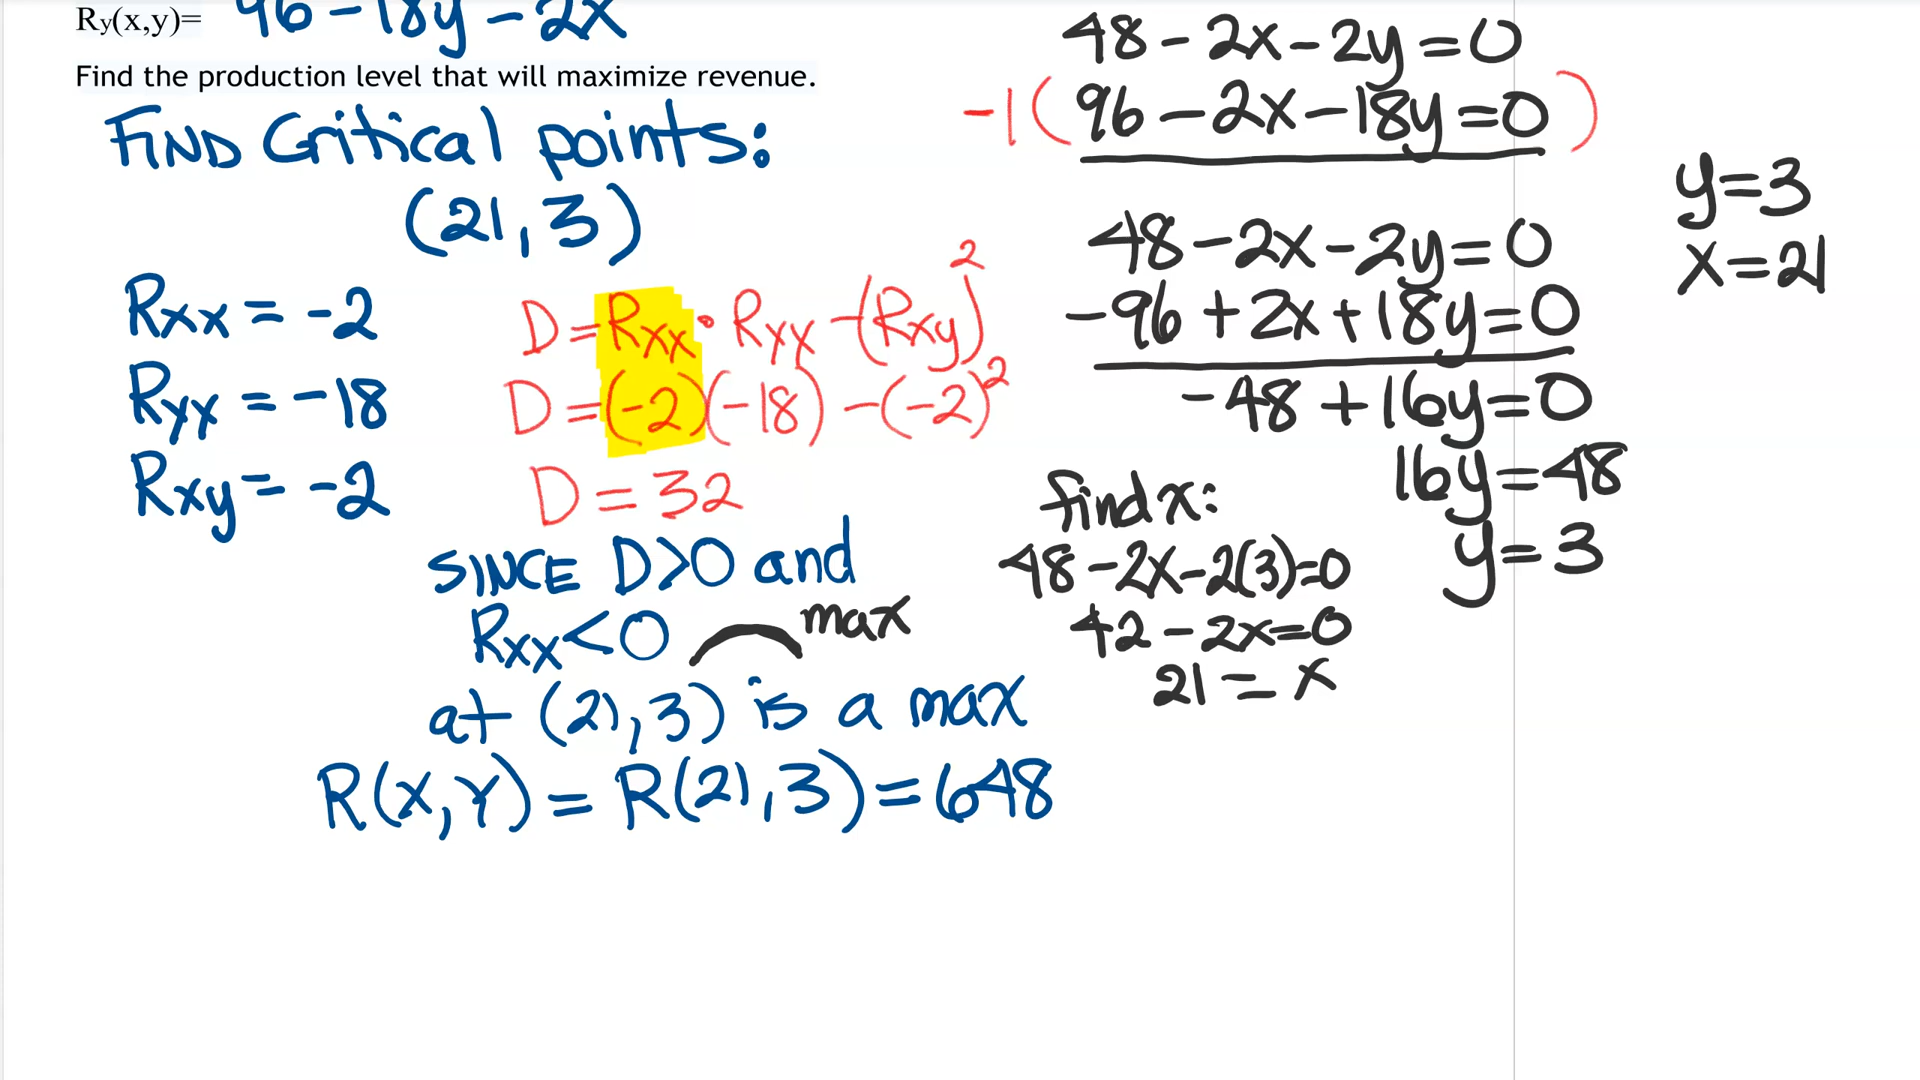 Ry(x,y)= 96 - 18y - 2x
Find the production level that will maximize revenue.
FIND Critical points:
(21, 3)
Rxx = -2
Ryy = -18
Rxy = -2
D = Rxx · Ryy - (Rxy)²
D = (-2)(-18) - (-2)²
D = 32
SINCE D>0 and
Rxx<0 max
at (21, 3) is a max
R(x,y) = R(21,3) = 648
48 - 2x - 2y = 0
-1( 96 - 2x - 18y = 0 )
48 - 2x - 2y = 0
-96 + 2x + 18y = 0
-48 + 16y = 0
16y = 48
y = 3
find x:
48 - 2x - 2(3) = 0
42 - 2x = 0
21 = x
y = 3
x = 21